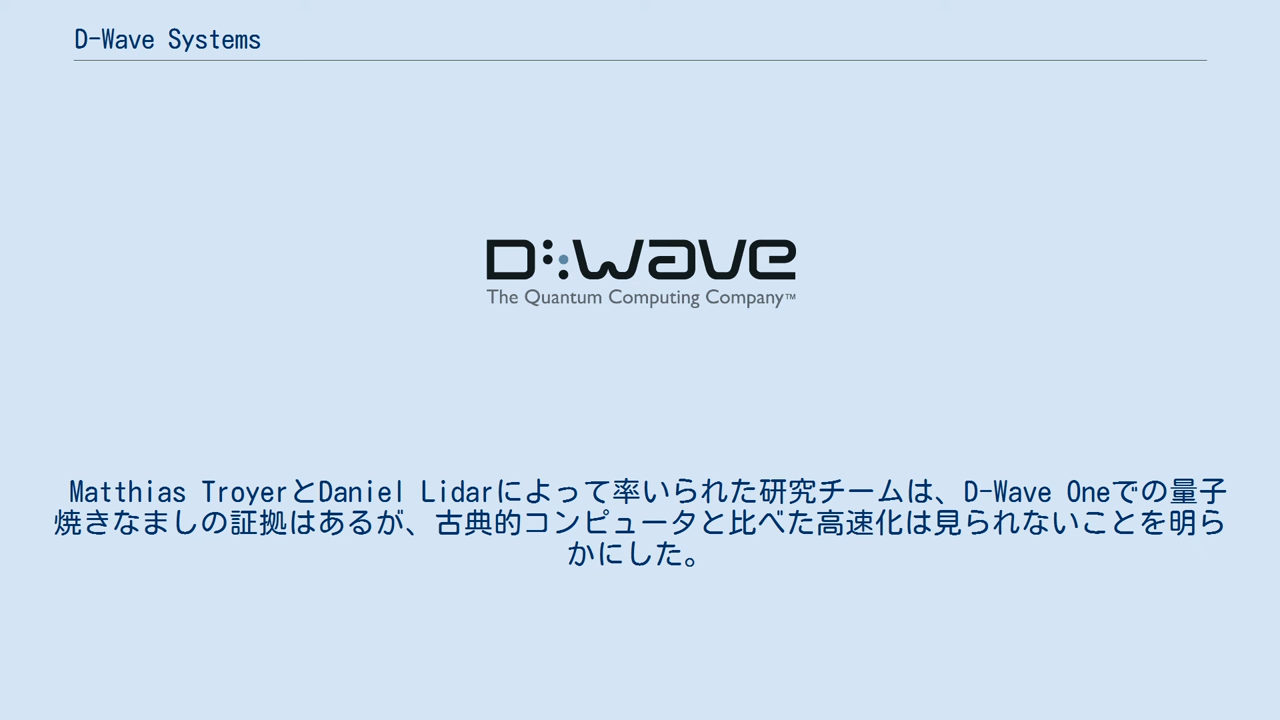 D-Wave Systems
D:Wave
The Quantum Computing Company™
Matthias TroyerとDaniel Lidarによって率いられた研究チームは、D-Wave Oneでの量子
焼きなましの証拠はあるが、古典的コンピュータと比べた高速化は見られないことを明ら
かにした。